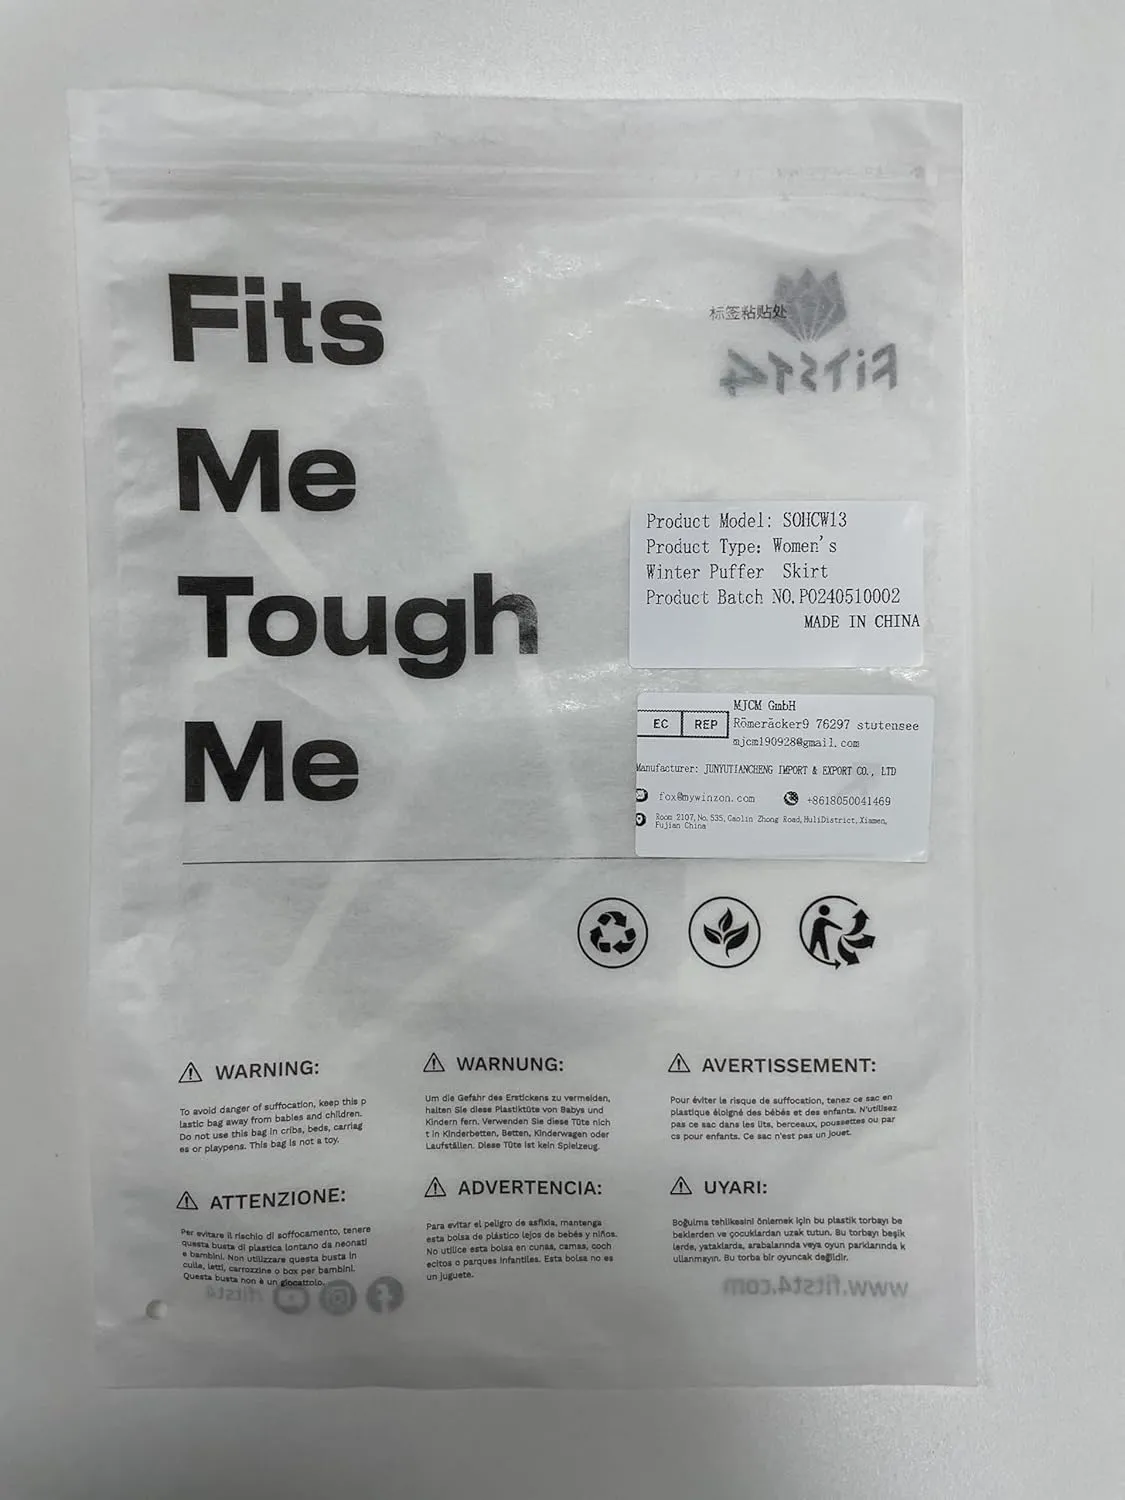 Fits
Me
Tough
Me
标签粘贴处
FiTST4
Product Model: SOHCW13
Product Type: Women's
Winter Puffer Skirt
Product Batch NO.PO240510002
MADE IN CHINA
EC REP
MJCM GmbH
Römeräcker9 76297 stutensee
mjcm190928@gmail.com
Manufacturer: JUNYUTIANCHENG IMPORT & EXPORT CO., LTD
fox@mywinzon.com
+8618050041469
Room 2107,No.535,Gaolin Zhong Road,HuliDistrict,Xiamen,
Fujian China
WARNING:
To avoid danger of suffocation, keep this p
lastic bag away from babies and children.
Do not use this bag in cribs, beds, carriag
es or playpens. This bag is not a toy.
WARNUNG:
Um die Gefahr des Erstickens zu vermeiden,
halten Sie diese Plastiktüte von Babys und
Kindern fern. Verwenden Sie diese Tüte nich
t in Kinderbetten, Betten, Kinderwagen oder
Laufställen. Diese Tüte ist kein Spielzeug.
AVERTISSEMENT:
Pour éviter le risque de suffocation, tenez ce sac en
plastique éloigné des bébés et des enfants. N'utilisez
pas ce sac dans les lits, berceaux, poussettes ou par
cs pour enfants. Ce sac n'est pas un jouet.
ATTENZIONE:
Per evitare il rischio di soffocamento, tenere
questa busta di plastica lontano da neonati
e bambini. Non utilizzare questa busta in
culle, letti, carrozzine o box per bambini.
Questa busta non è un giocattolo.
ADVERTENCIA:
Para evitar el peligro de asfixia, mantenga
esta bolsa de plástico lejos de bebés y niños.
No utilice esta bolsa en cunas, camas, coch
ecitos o parques infantiles. Esta bolsa no es
un juguete.
UYARI:
Boğulma tehlikesini önlemek için bu plastik torbayı be
beklerden ve çocuklardan uzak tutun. Bu torbayı beşik
lerde, yataklarda, arabalarında veya oyun parklarında k
ullanmayın. Bu torba bir oyuncak değildir.
/fitst4
www.fitst4.com